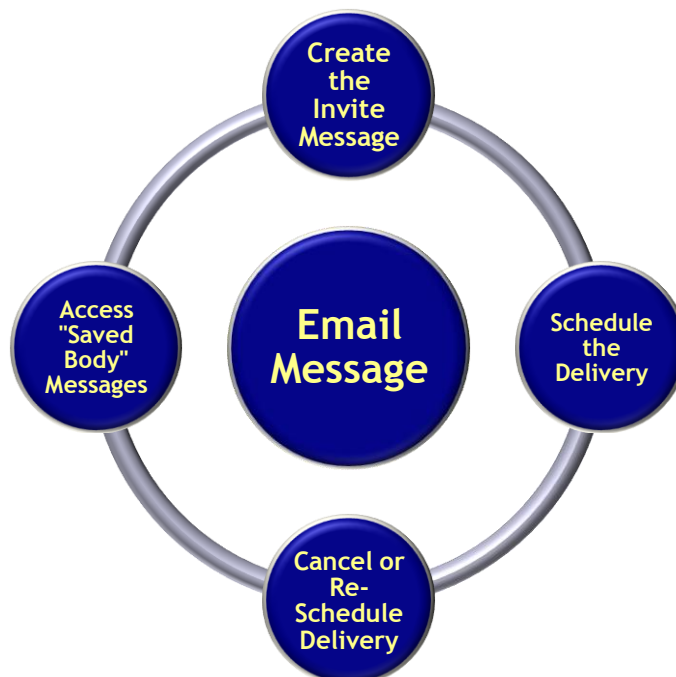 Create
the
Invite
Message
Access
"Saved
Body"
Messages
Email
Message
Schedule
the
Delivery
Cancel or
Re-
Schedule
Delivery